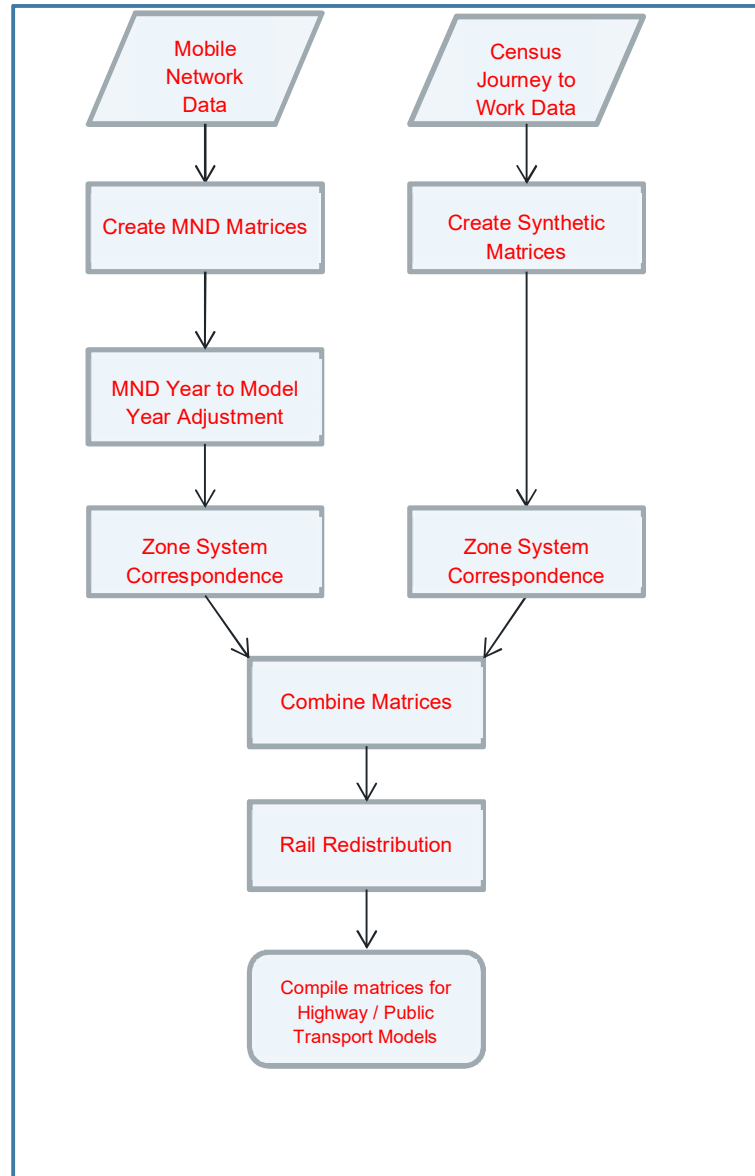 Mobile
Network
Data
Census
Journey to
Work Data
Create MND Matrices
Create Synthetic
Matrices
MND Year to Model
Year Adjustment
Zone System
Correspondence
Zone System
Correspondence
Combine Matrices
Rail Redistribution
Compile matrices for
Highway / Public
Transport Models